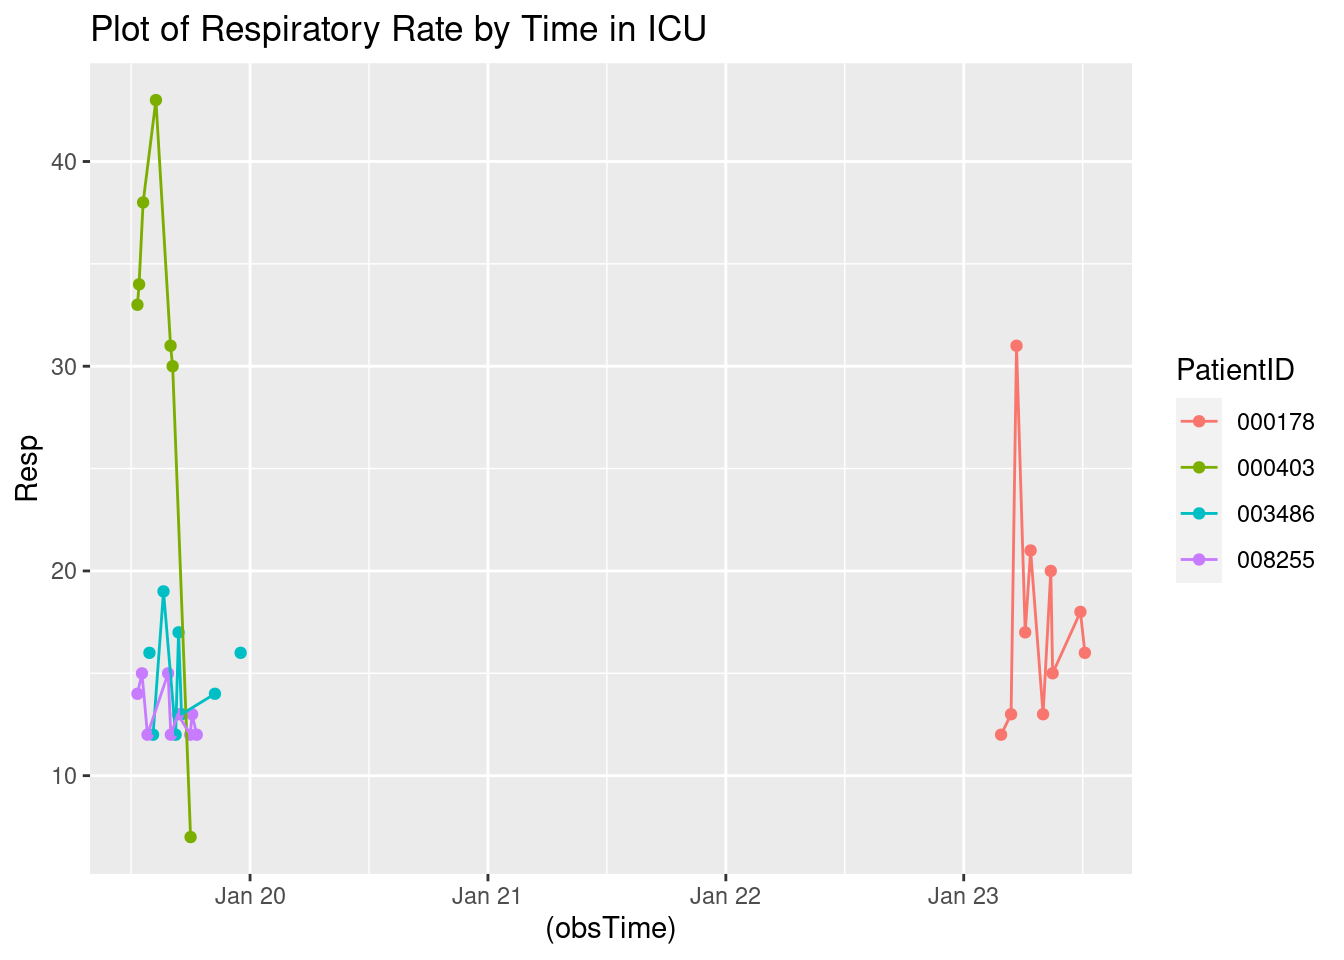 Plot of Respiratory Rate by Time in ICU
40
30
20
10
Resp
Jan 20
Jan 21
Jan 22
Jan 23
(obsTime)
PatientID
000178
000403
003486
008255